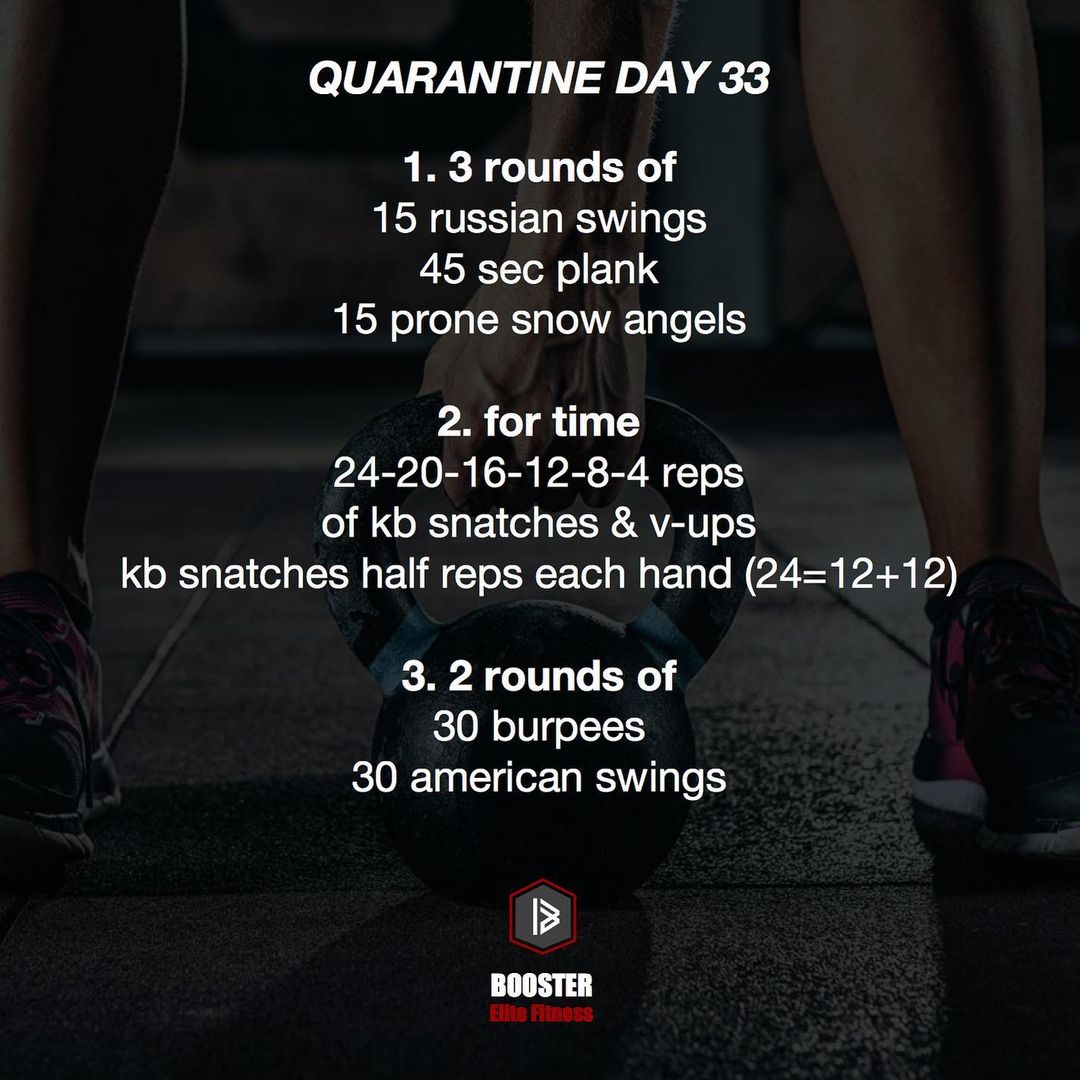 QUARANTINE DAY 33
1. 3 rounds of
15 russian swings
45 sec plank
15 prone snow angels
2. for time
24-20-16-12-8-4 reps
of kb snatches & v-ups
kb snatches half reps each hand (24=12+12)
3. 2 rounds of
30 burpees
30 american swings
BOOSTER
Elite Fitness